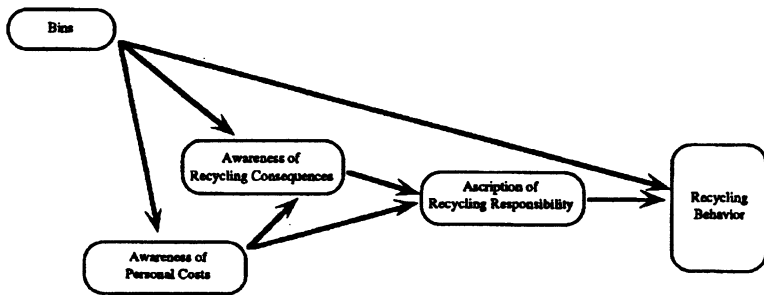 Bins
Awareness of
Recycling Consequences
Ascription of
Recycling Responsibility
Recycling
Behavior
Awareness of
Personal Costs